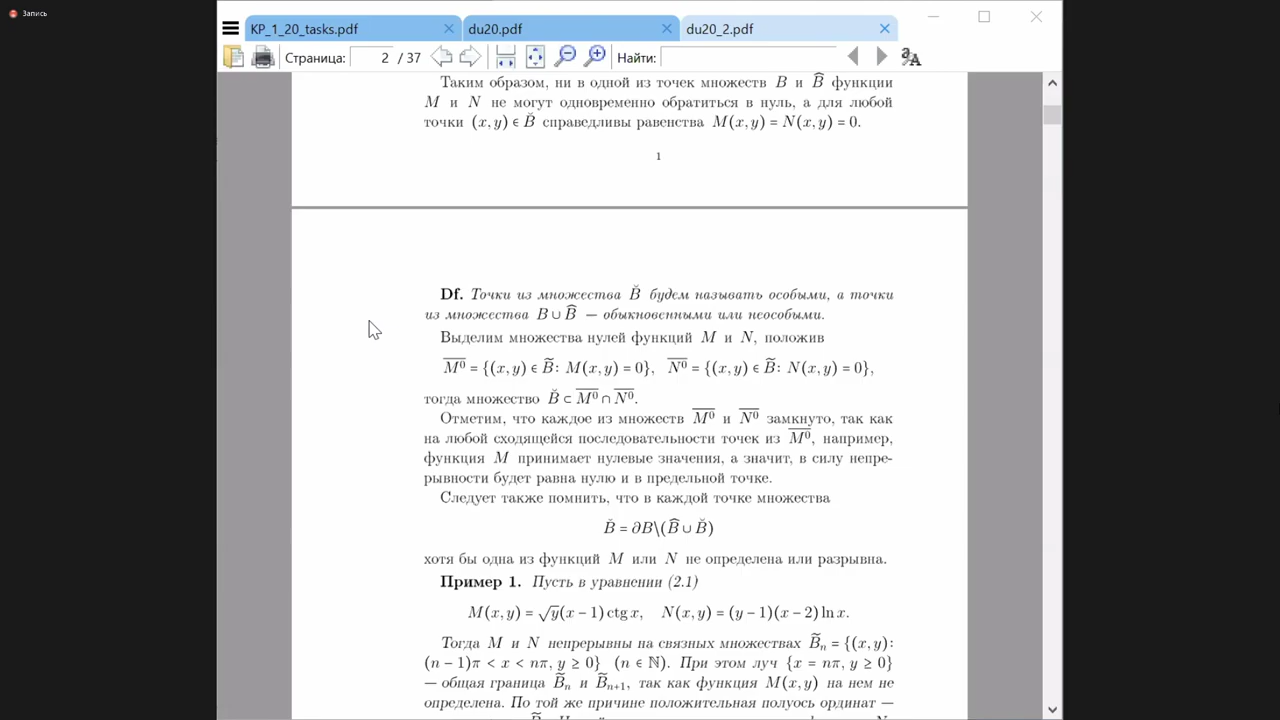 Запись
KP_1_20_tasks.pdf
du20.pdf
du20_2.pdf
Страница: 2 / 37 Найти:
Таким образом, ни в одной из точек множеств B и B̂ функции
M и N не могут одновременно обратиться в нуль, а для любой
точки (x, y) ∈ B̆ справедливы равенства M(x, y) = N(x, y) = 0.
1
Df. Точки из множества B̆ будем называть особыми, а точки
из множества B ∪ B̂ — обыкновенными или неособыми.
Выделим множества нулей функций M и N, положив
M̅⁰ = {(x, y) ∈ B̃: M(x, y) = 0}, N̅⁰ = {(x, y) ∈ B̃: N(x, y) = 0},
тогда множество B̆ ⊂ M̅⁰ ∩ N̅⁰.
Отметим, что каждое из множеств M̅⁰ и N̅⁰ замкнуто, так как
на любой сходящейся последовательности точек из M̅⁰, например,
функция M принимает нулевые значения, а значит, в силу непре-
рывности будет равна нулю и в предельной точке.
Следует также помнить, что в каждой точке множества
B̆ = ∂B\(B̂ ∪ B̆)
хотя бы одна из функций M или N не определена или разрывна.
Пример 1. Пусть в уравнении (2.1)
M(x, y) = √y(x − 1) ctg x, N(x, y) = (y − 1)(x − 2) ln x.
Тогда M и N непрерывны на связных множествах B̃ₙ = {(x, y):
(n − 1)π < x < nπ, y ≥ 0} (n ∈ ℕ). При этом луч {x = nπ, y ≥ 0}
— общая граница B̃ₙ и B̃ₙ₊₁, так как функция M(x, y) на нем не
определена. По той же причине положительная полуось ординат —